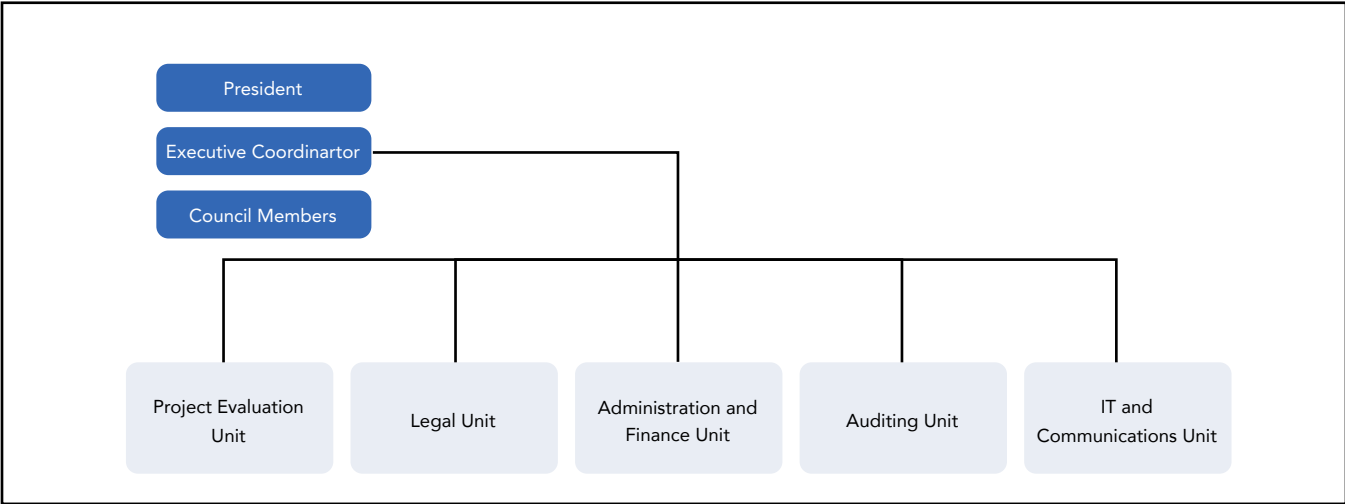 President
Executive Coordinartor
Council Members
Project Evaluation
Unit
Legal Unit
Administration and
Finance Unit
Auditing Unit
IT and
Communications Unit